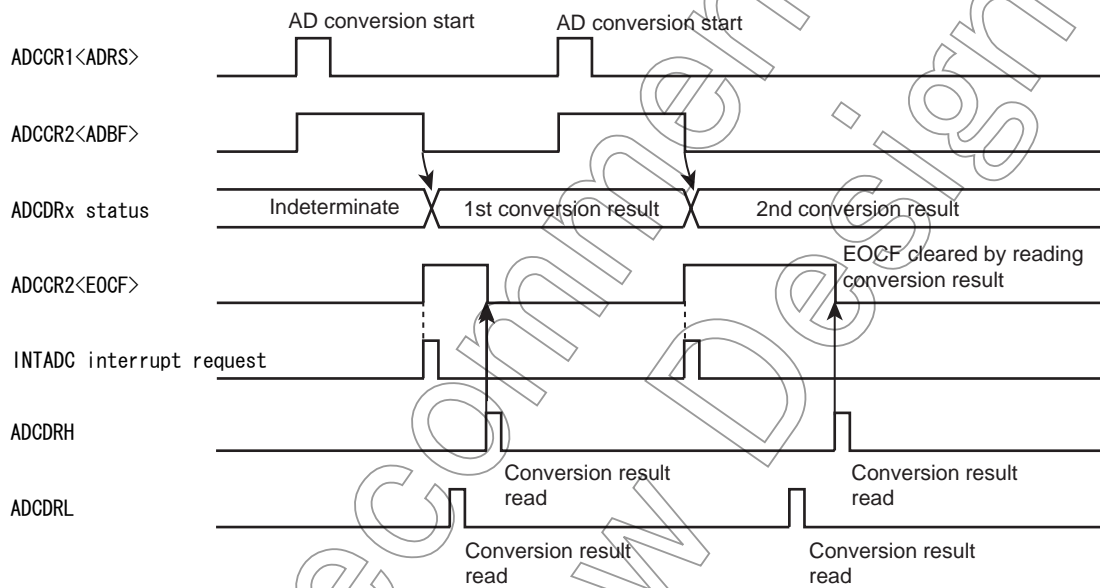 AD conversion start
AD conversion start
ADCCR1<ADRS>
ADCCR2<ADBF>
ADCDRx status
Indeterminate
1st conversion result
2nd conversion result
EOCF cleared by reading
conversion result
ADCCR2<EOCF>
INTADC interrupt request
ADCDRH
Conversion result
read
Conversion result
read
ADCDRL
Conversion result
read
Conversion result
read